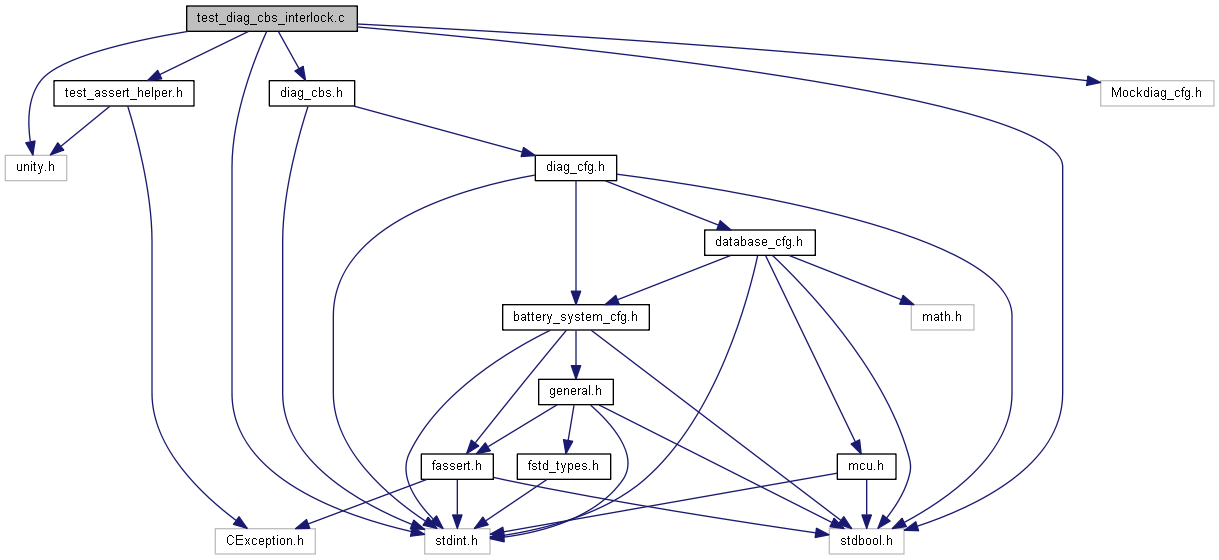 test_diag_cbs_interlock.c
test_assert_helper.h
diag_cbs.h
Mockdiag_cfg.h
unity.h
diag_cfg.h
database_cfg.h
battery_system_cfg.h
math.h
general.h
fassert.h
fstd_types.h
mcu.h
CException.h
stdint.h
stdbool.h